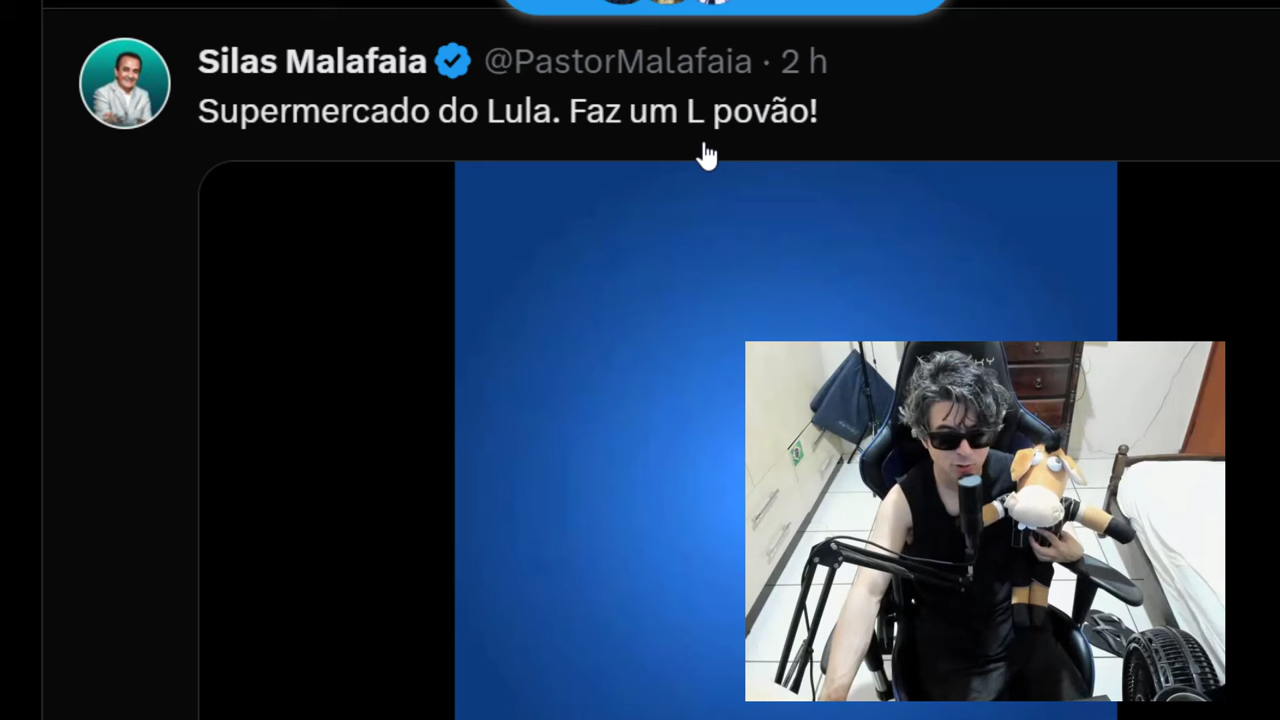 Silas Malafaia @PastorMalafaia · 2 h
Supermercado do Lula. Faz um L povão!